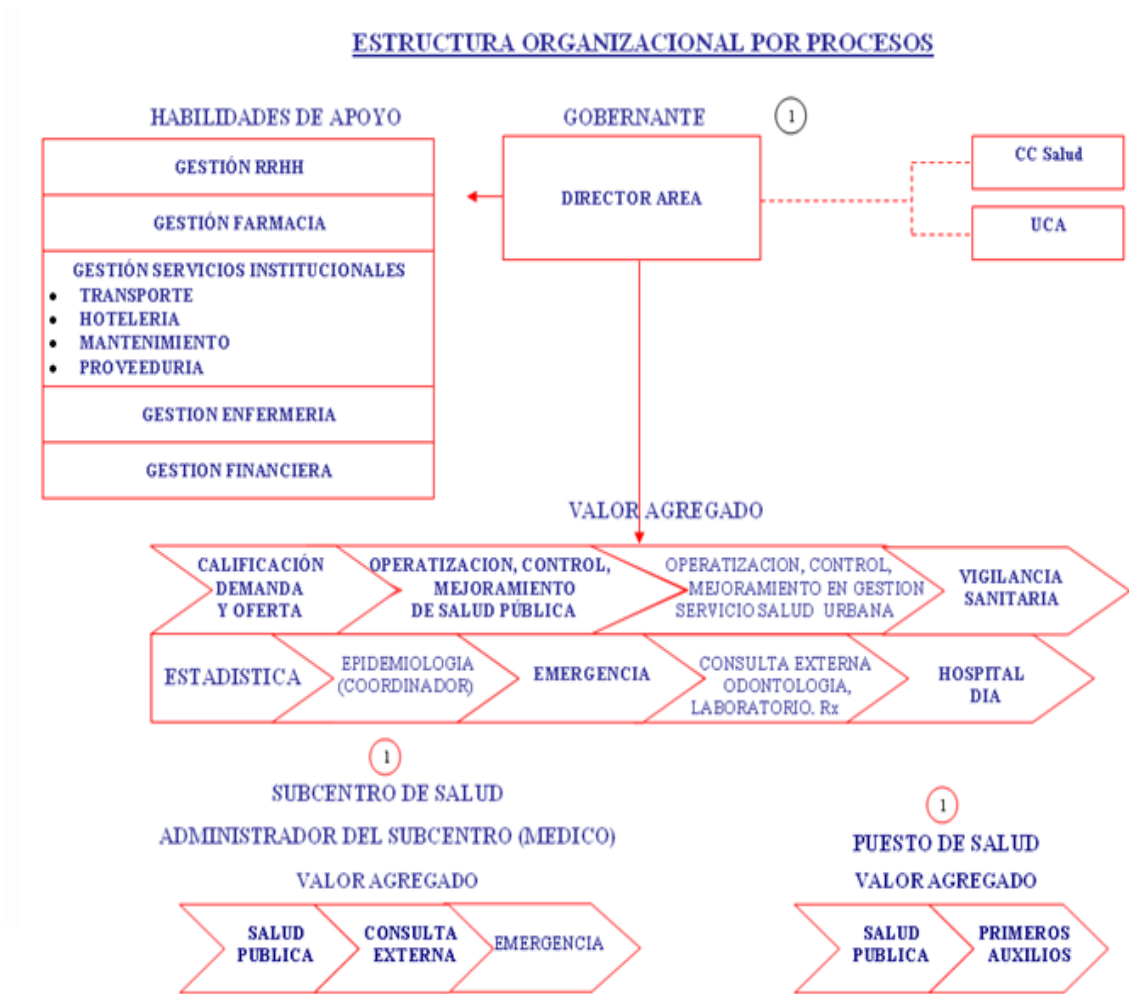 ESTRUCTURA ORGANIZACIONAL POR PROCESOS
HABILIDADES DE APOYO
GESTIÓN RRHH
GESTIÓN FARMACIA
GESTIÓN SERVICIOS INSTITUCIONALES
• TRANSPORTE
• HOTELERIA
• MANTENIMIENTO
• PROVEEDURIA
GESTION ENFERMERIA
GESTION FINANCIERA
GOBERNANTE
1
DIRECTOR AREA
CC Salud
UCA
VALOR AGREGADO
CALIFICACIÓN
DEMANDA
Y OFERTA
OPERATIZACION, CONTROL,
MEJORAMIENTO
DE SALUD PÚBLICA
OPERATIZACION, CONTROL,
MEJORAMIENTO EN GESTION
SERVICIO SALUD URBANA
VIGILANCIA
SANITARIA
ESTADISTICA
EPIDEMIOLOGIA
(COORDINADOR)
EMERGENCIA
CONSULTA EXTERNA
ODONTOLOGIA,
LABORATORIO. Rx
HOSPITAL
DIA
1
SUBCENTRO DE SALUD
ADMINISTRADOR DEL SUBCENTRO (MEDICO)
VALOR AGREGADO
SALUD
PUBLICA
CONSULTA
EXTERNA
EMERGENCIA
1
PUESTO DE SALUD
VALOR AGREGADO
SALUD
PUBLICA
PRIMEROS
AUXILIOS